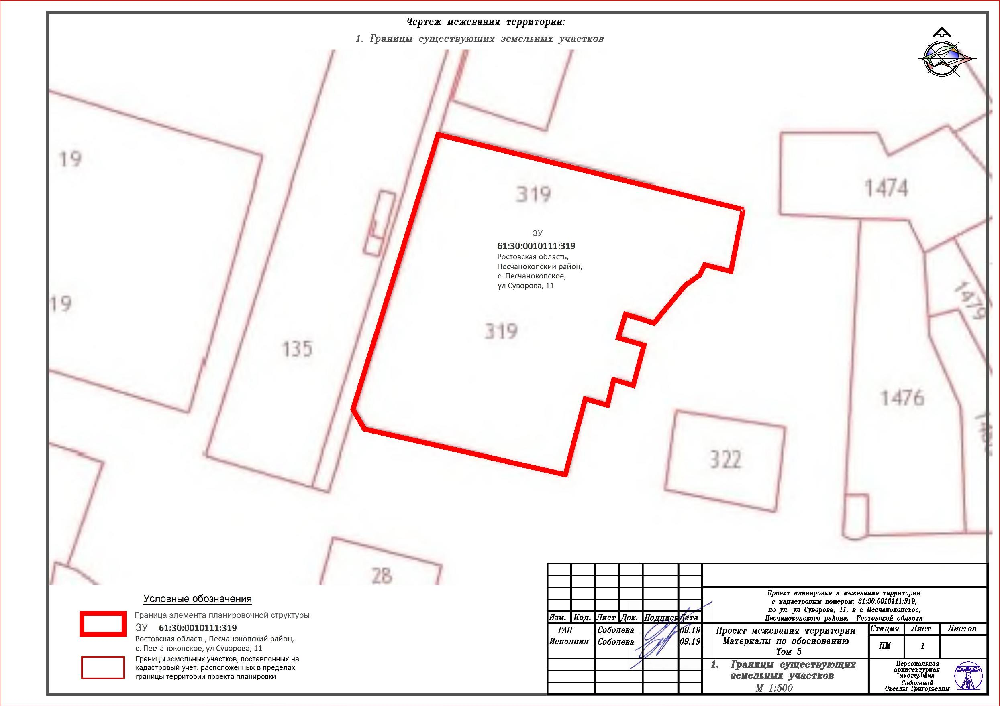 Чертеж межевания территории:
1. Границы существующих земельных участков
19
319
1474
ЗУ
61:30:0010111:319
Ростовская область,
Песчанокопский район,
с. Песчанокопское,
ул Суворова, 11
19
1479
319
135
1476
322
28
Условные обозначения
Граница элемента планировочной структуры
ЗУ 61:30:0010111:319
Ростовская область, Песчанокопский район,
с. Песчанокопское, ул Суворова, 11
Границы земельных участков, поставленных на
кадастровый учет, расположенных в пределах
границы территории проекта планировки
Проект планировки и межевания территории
с кадастровым номером: 61:30:0010111:319,
по ул. ул Суворова, 11, в с Песчанокопское,
Песчанокопского района, Ростовской области
Изм. Код. Лист Док. Подпись Дата
ГАП Соболева 09.19
Исполнил Соболева 09.19
Проект межевания территории
Материалы по обоснованию
Том 5
Стадия Лист Листов
ПМ 1
1. Границы существующих
земельных участков
М 1:500
Персональная
архитектурная
мастерская
Соболевой
Оксаны Григорьевны